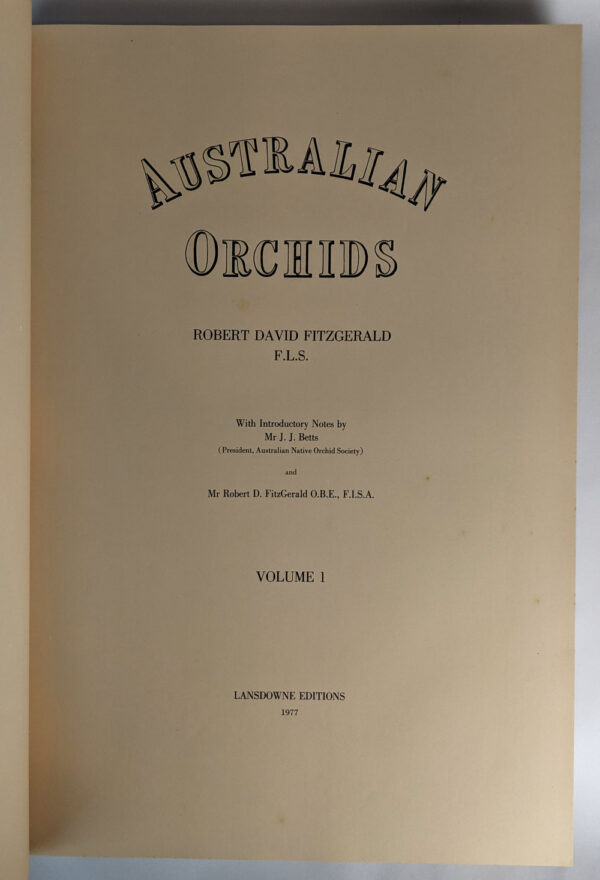 AUSTRALIAN
ORCHIDS
ROBERT DAVID FITZGERALD
F.L.S.
With Introductory Notes by
Mr J. J. Betts
(President, Australian Native Orchid Society)
and
Mr Robert D. FitzGerald O.B.E., F.I.S.A.
VOLUME 1
LANSDOWNE EDITIONS
1977